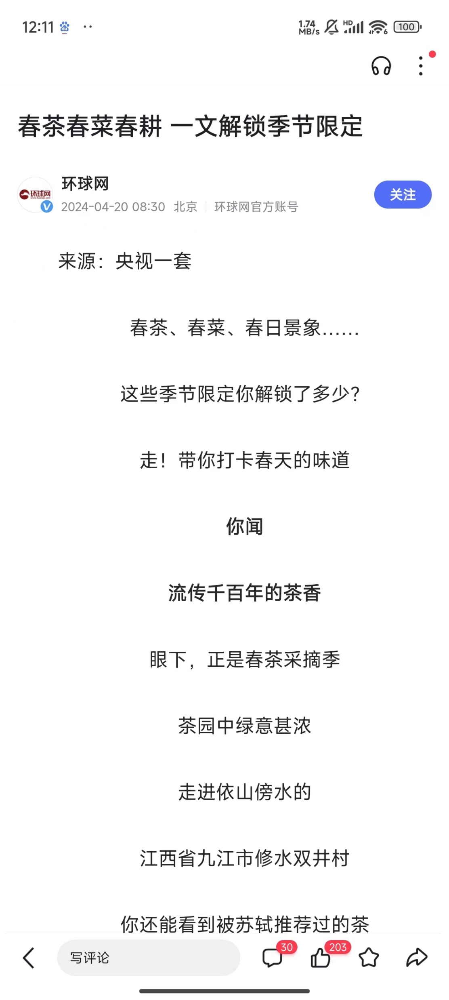 12:11
1.74 MB/s
HD
6
100
春茶春菜春耕 一文解锁季节限定
环球网
环球网
www.huanqiu.com
V
2024-04-20 08:30 北京 环球网官方账号
关注
来源：央视一套
春茶、春菜、春日景象……
这些季节限定你解锁了多少？
走！带你打卡春天的味道
你闻
流传千百年的茶香
眼下，正是春茶采摘季
茶园中绿意甚浓
走进依山傍水的
江西省九江市修水双井村
你还能看到被苏轼推荐过的茶
写评论
30
203